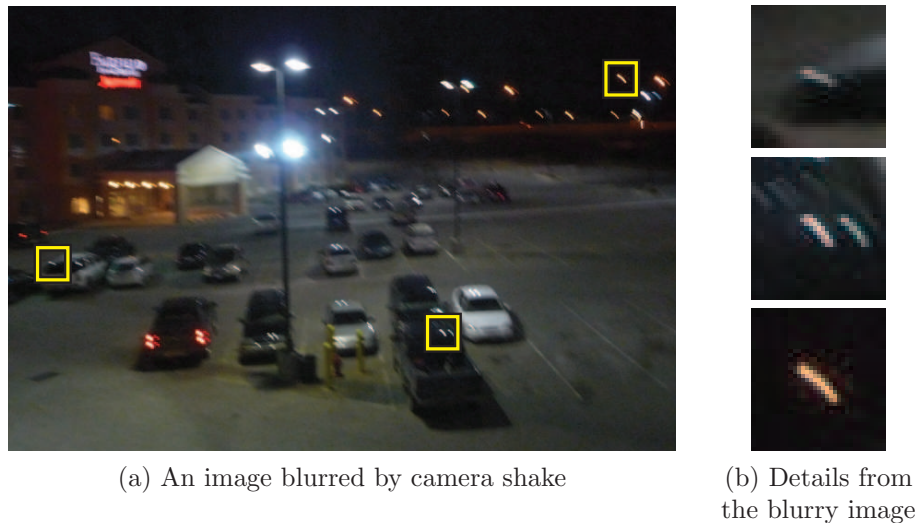 (a) An image blurred by camera shake
(b) Details from
the blurry image